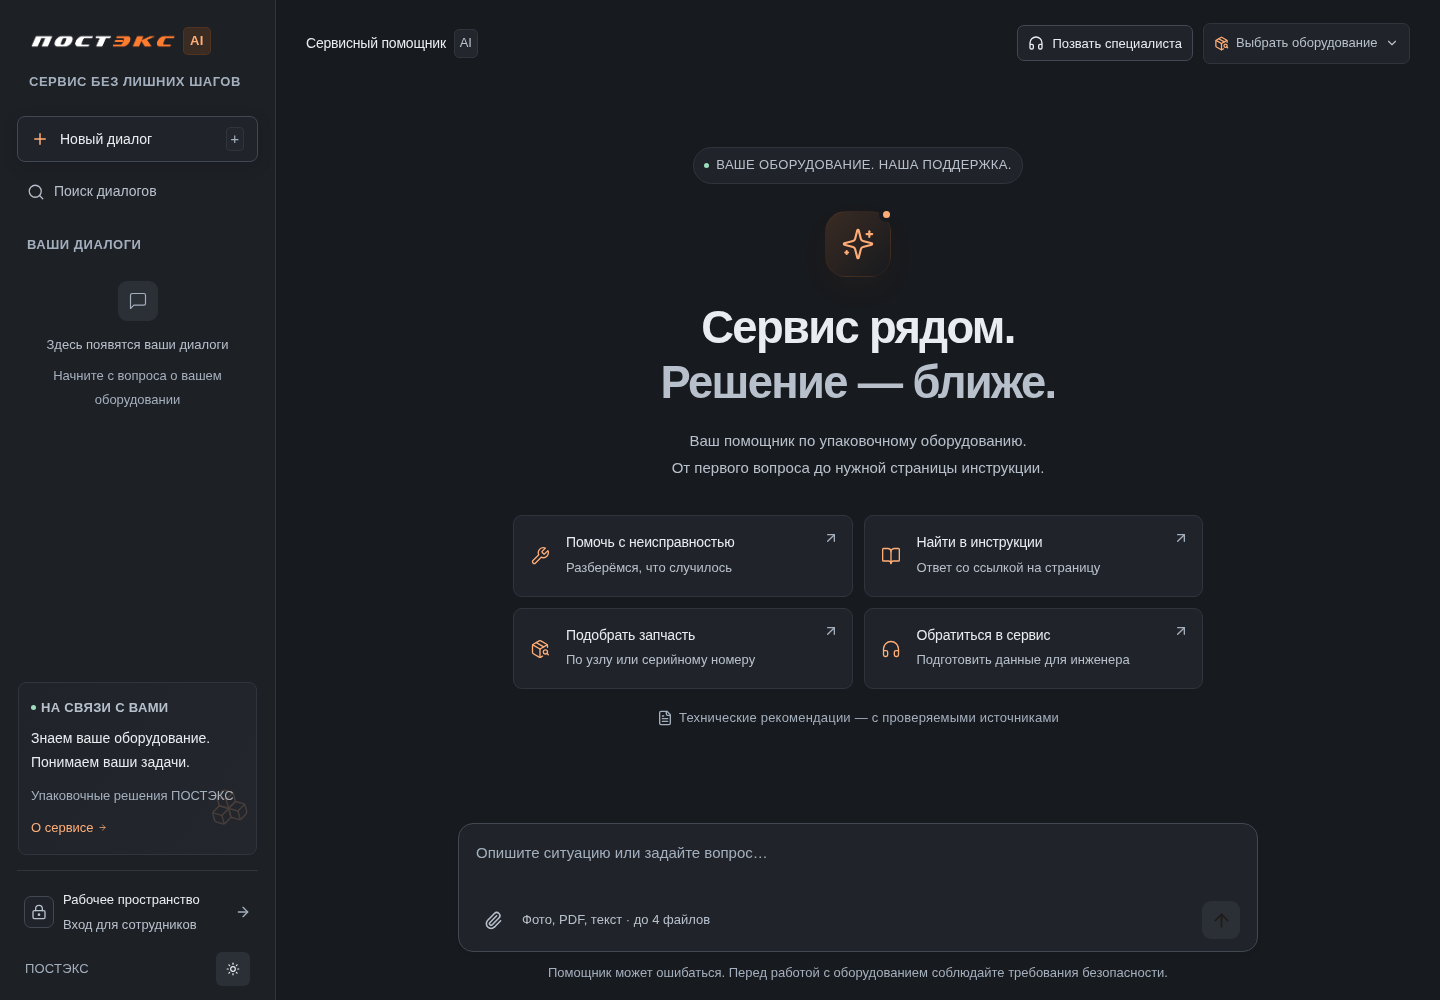 ПОСТЭКС AI
СЕРВИС БЕЗ ЛИШНИХ ШАГОВ
Новый диалог +
Поиск диалогов
ВАШИ ДИАЛОГИ
Здесь появятся ваши диалоги
Начните с вопроса о вашем
оборудовании
НА СВЯЗИ С ВАМИ
Знаем ваше оборудование.
Понимаем ваши задачи.
Упаковочные решения ПОСТЭКС
О сервисе
Рабочее пространство
Вход для сотрудников
ПОСТЭКС
Сервисный помощник AI
Позвать специалиста
Выбрать оборудование
ВАШЕ ОБОРУДОВАНИЕ. НАША ПОДДЕРЖКА.
Сервис рядом.
Решение — ближе.
Ваш помощник по упаковочному оборудованию.
От первого вопроса до нужной страницы инструкции.
Помочь с неисправностью
Разберёмся, что случилось
Найти в инструкции
Ответ со ссылкой на страницу
Подобрать запчасть
По узлу или серийному номеру
Обратиться в сервис
Подготовить данные для инженера
Технические рекомендации — с проверяемыми источниками
Опишите ситуацию или задайте вопрос…
Фото, PDF, текст · до 4 файлов
Помощник может ошибаться. Перед работой с оборудованием соблюдайте требования безопасности.